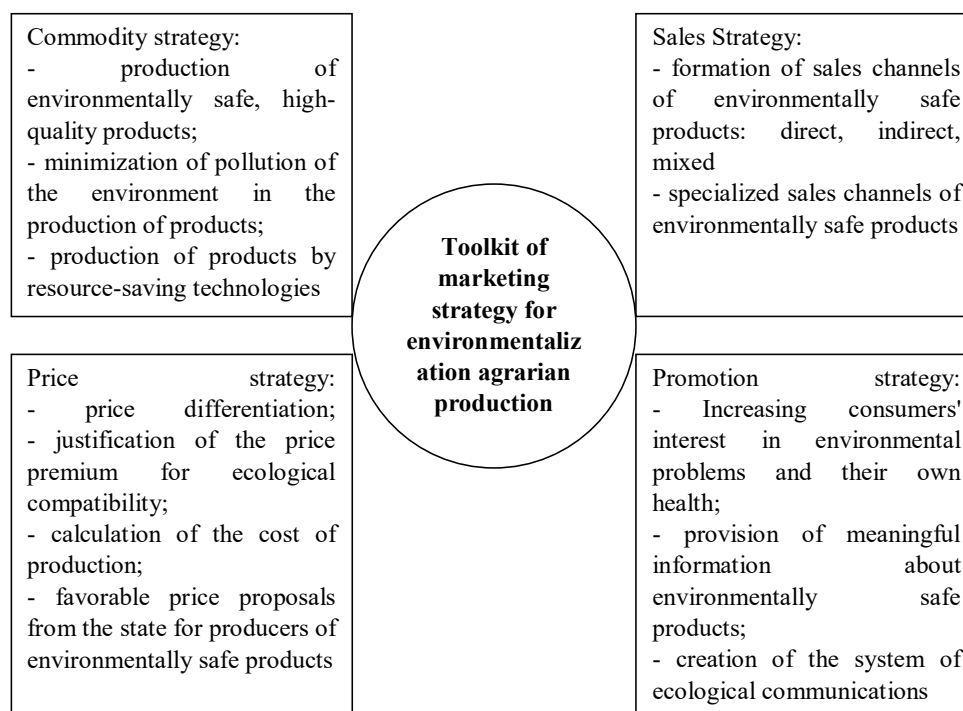 Commodity strategy:
- production of
environmentally safe, high-
quality products;
- minimization of pollution of
the environment in the
production of products;
- production of products by
resource-saving technologies
Sales Strategy:
- formation of sales channels
of environmentally safe
products: direct, indirect,
mixed
- specialized sales channels of
environmentally safe products
Toolkit of
marketing
strategy for
environmentaliz
ation agrarian
production
Price strategy:
- price differentiation;
- justification of the price
premium for ecological
compatibility;
- calculation of the cost of
production;
- favorable price proposals
from the state for producers of
environmentally safe products
Promotion strategy:
- Increasing consumers'
interest in environmental
problems and their own
health;
- provision of meaningful
information about
environmentally safe
products;
- creation of the system of
ecological communications